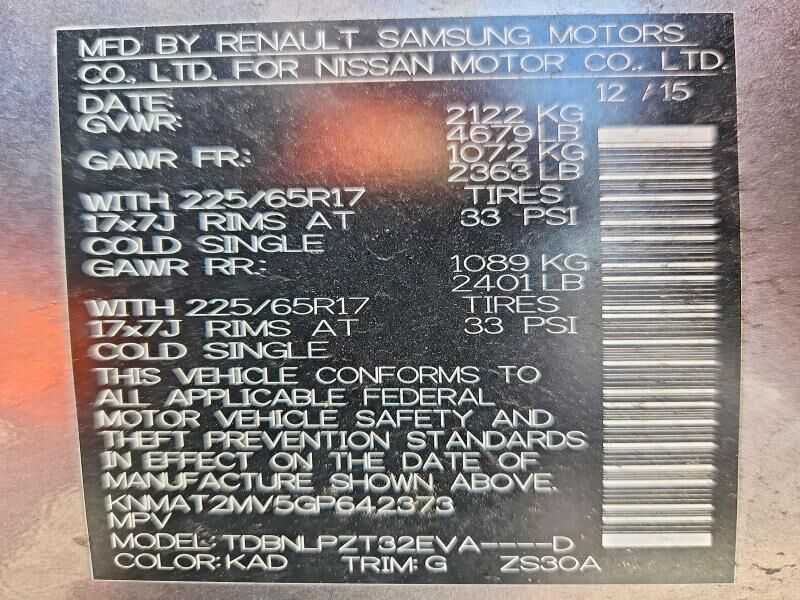 MFD BY RENAULT SAMSUNG MOTORS
CO., LTD. FOR NISSAN MOTOR CO., LTD
DATE: 12 / 15
GVWR: 2122 KG
4679 LB
GAWR FR.: 1072 KG
2363 LB
WITH 225/65R17 TIRES
17x7J RIMS AT 33 PSI
COLD SINGLE
GAWR RR.: 1089 KG
2401 LB
WITH 225/65R17 TIRES
17x7J RIMS AT 33 PSI
COLD SINGLE
THIS VEHICLE CONFORMS TO
ALL APPLICABLE FEDERAL
MOTOR VEHICLE SAFETY AND
THEFT PREVENTION STANDARDS
IN EFFECT ON THE DATE OF
MANUFACTURE SHOWN ABOVE.
KNMAT2MV5GP642373
MPV
MODEL: TDBNLPZT32EVA----D
COLOR: KAD TRIM: G ZS30A